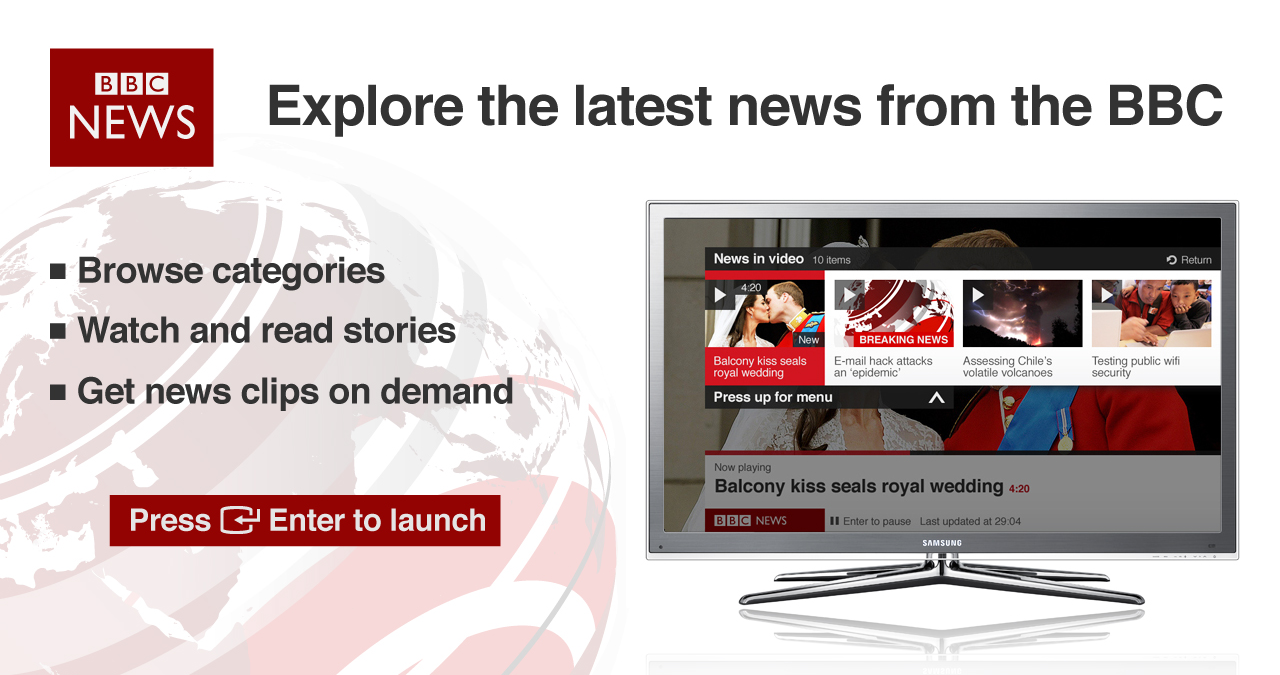 BBC
NEWS
Explore the latest news from the BBC
Browse categories
Watch and read stories
Get news clips on demand
Press Enter to launch
News in video 10 items
Return
4:20
New
Balcony kiss seals
royal wedding
BREAKING NEWS
E-mail hack attacks
an ‘epidemic’
Assessing Chile’s
volatile volcanoes
Testing public wifi
security
Press up for menu
Now playing
Balcony kiss seals royal wedding 4:20
BBC NEWS
Enter to pause Last updated at 29:04
SAMSUNG